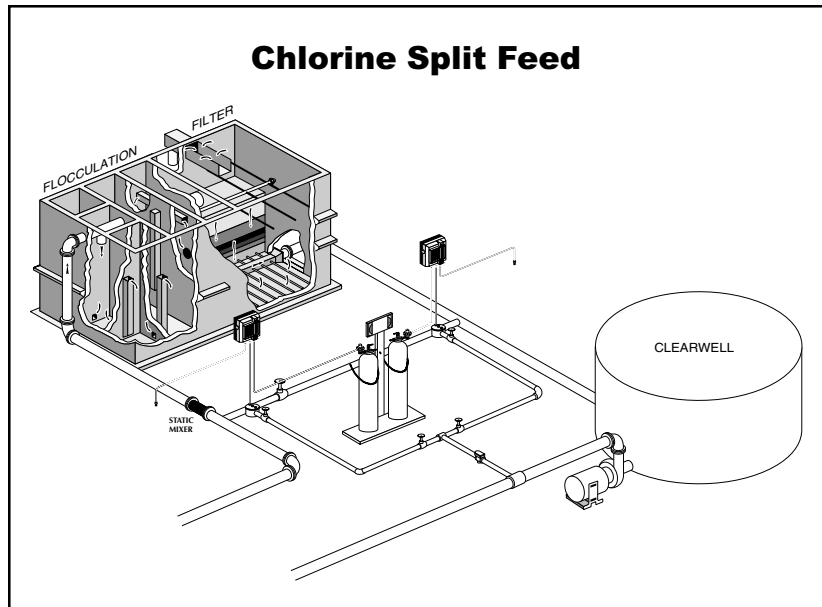 Chlorine Split Feed
FILTER
FLOCCULATION
CLEARWELL
STATIC
MIXER